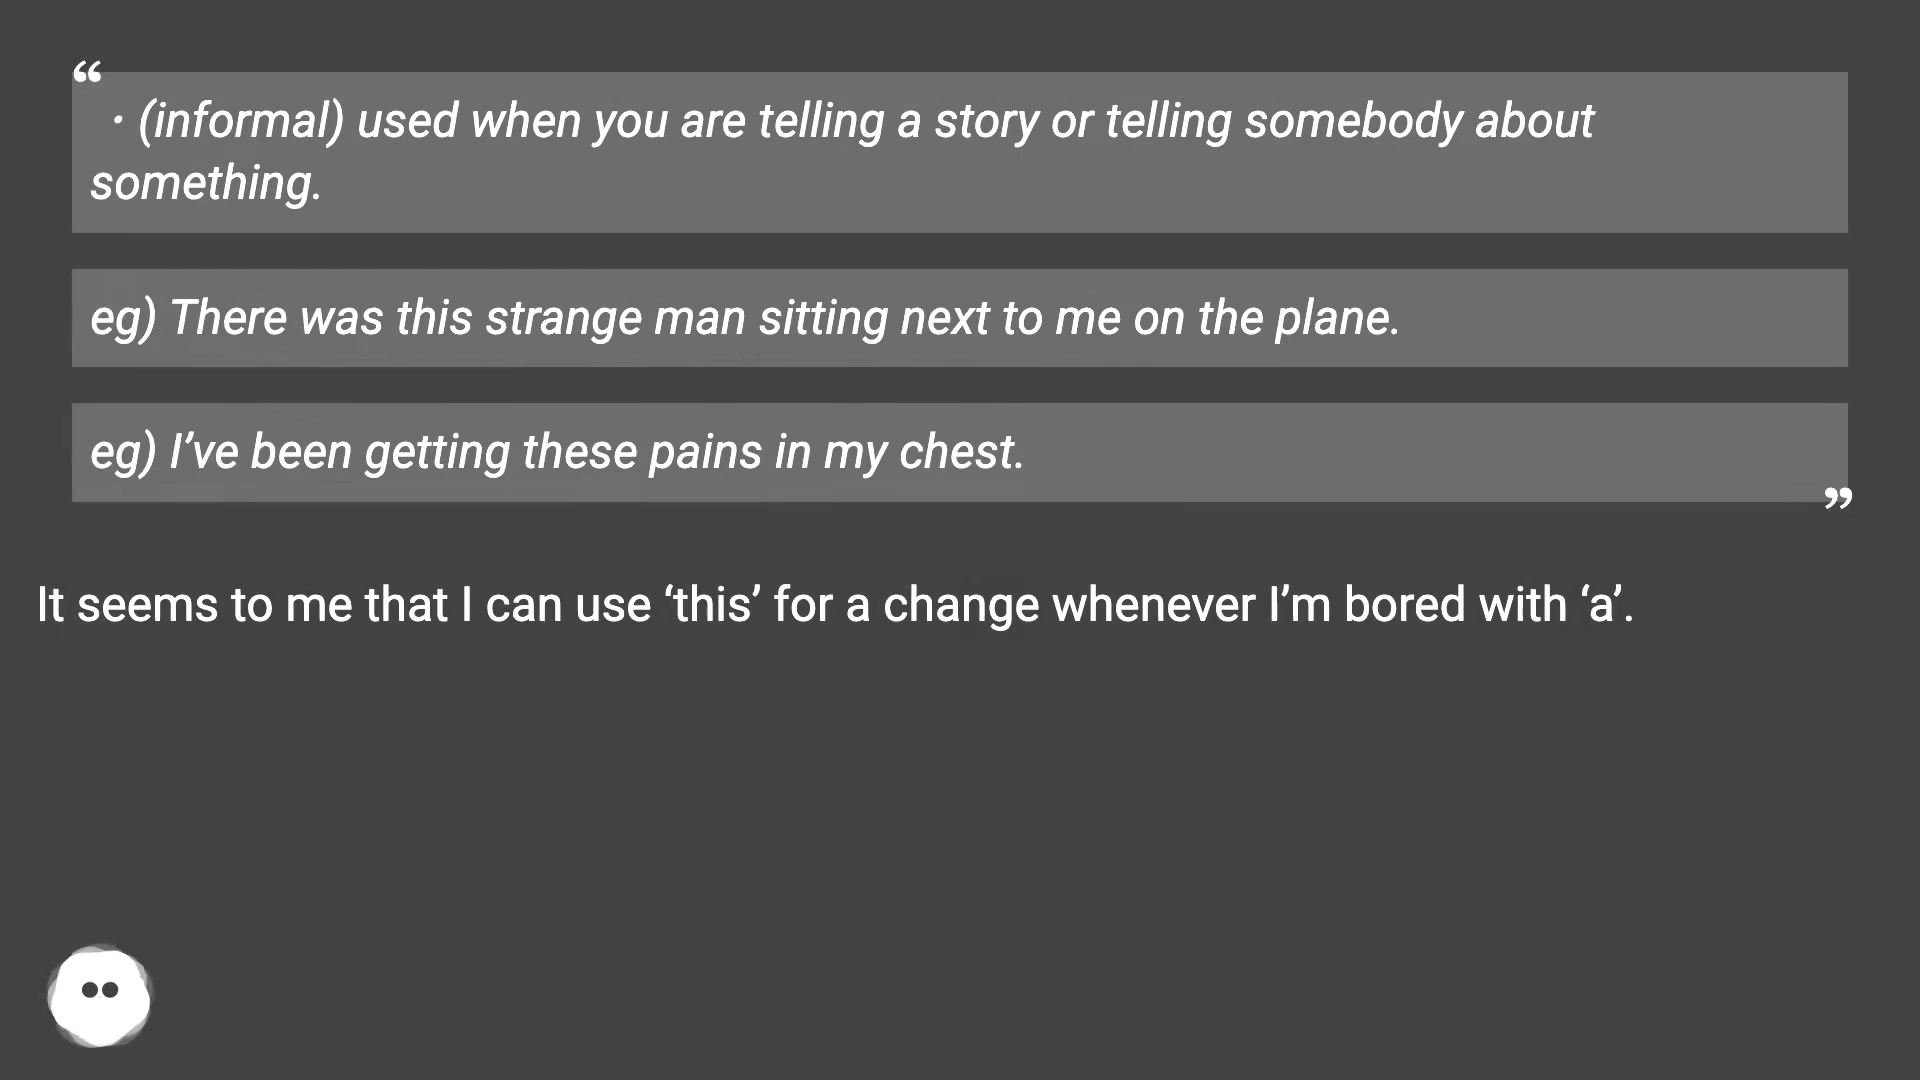 “
· (informal) used when you are telling a story or telling somebody about
something.
eg) There was this strange man sitting next to me on the plane.
eg) I’ve been getting these pains in my chest.
”
It seems to me that I can use ‘this’ for a change whenever I’m bored with ‘a’.